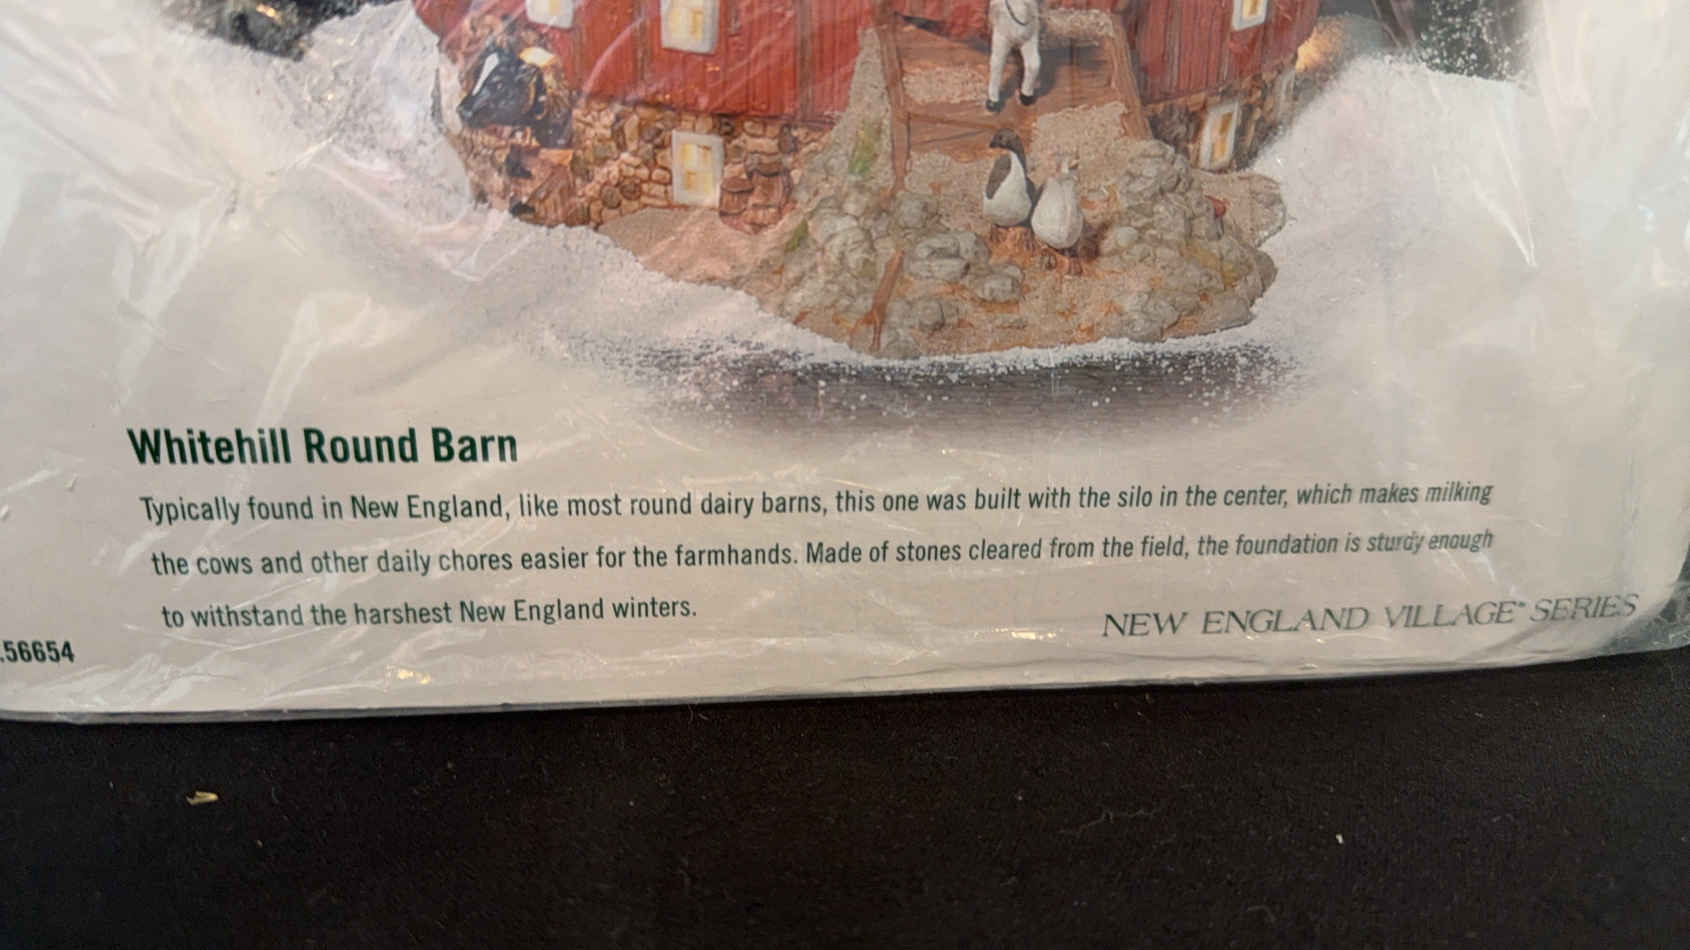 Whitehill Round Barn
Typically found in New England, like most round dairy barns, this one was built with the silo in the center, which makes milking
the cows and other daily chores easier for the farmhands. Made of stones cleared from the field, the foundation is sturdy enough
to withstand the harshest New England winters.
.56654
NEW ENGLAND VILLAGE™ SERIES